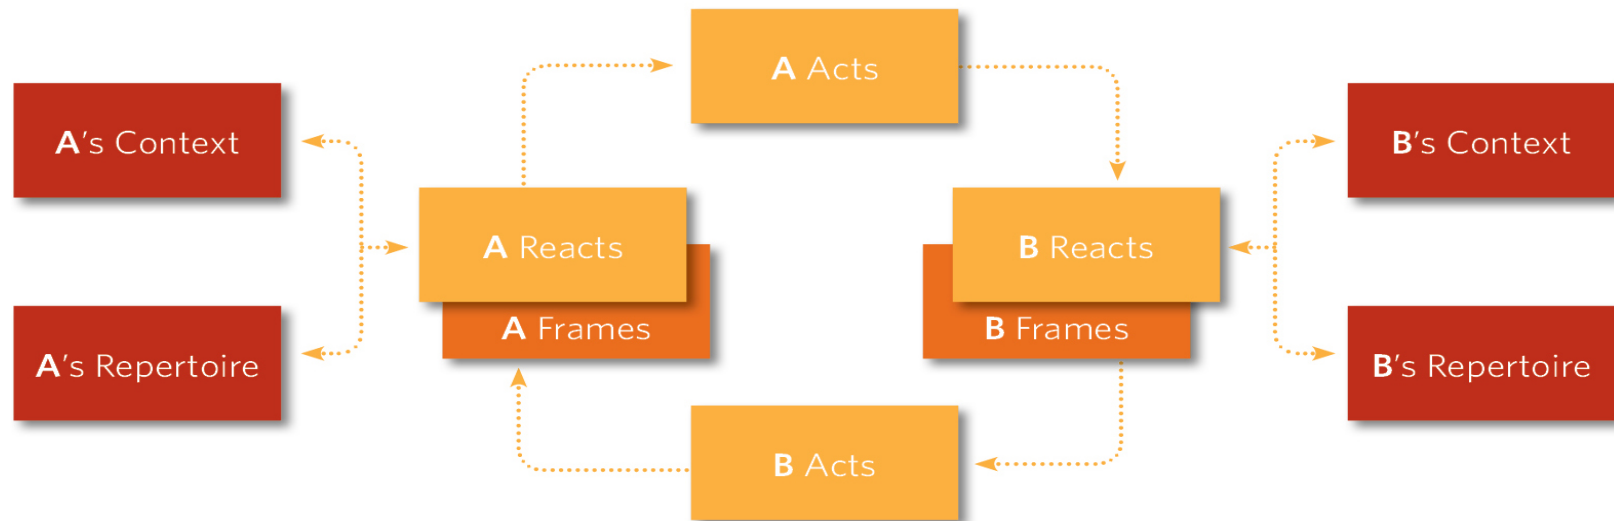 A Acts
A's Context
B's Context
A Reacts
B Reacts
A Frames
B Frames
A's Repertoire
B's Repertoire
B Acts